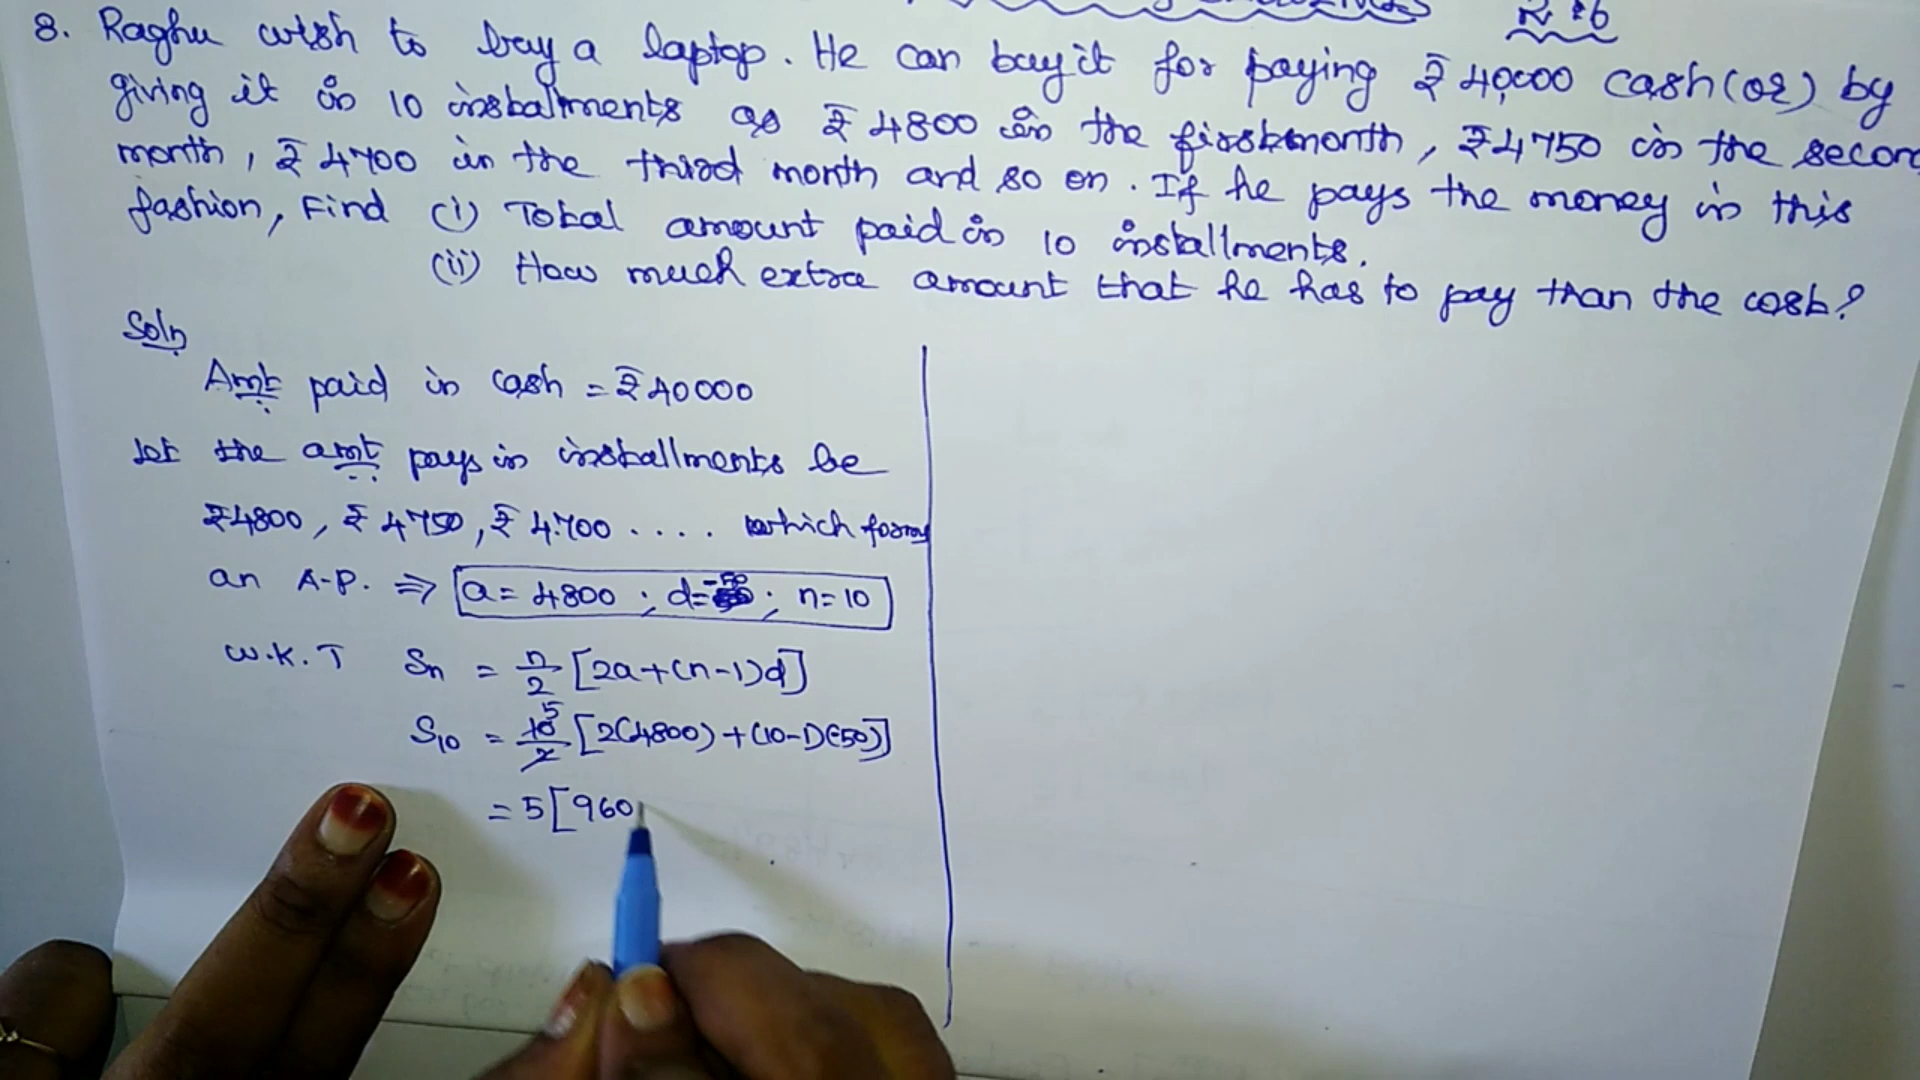 8. Raghu wish to buy a laptop. He can buy it for paying ₹ 40,000 cash (or) by
giving it in 10 installments as ₹ 4800 in the first month, ₹ 4750 in the second
month, ₹ 4700 in the third month and so on. If he pays the money in this
fashion, Find (i) Total amount paid in 10 installments.
(ii) How much extra amount that he has to pay than the cost?
Soln
Amt paid in cash = ₹ 40000
Let the amt pays in installments be
₹4800, ₹ 4750, ₹ 4700 .... which forms
an A.P. ⇒ a = 4800 ; d = -50 ; n = 10
W.K.T Sn = n/2 [2a+(n-1)d]
S10 = 10/2 5 [2(4800)+(10-1)(-50)]
= 5[960